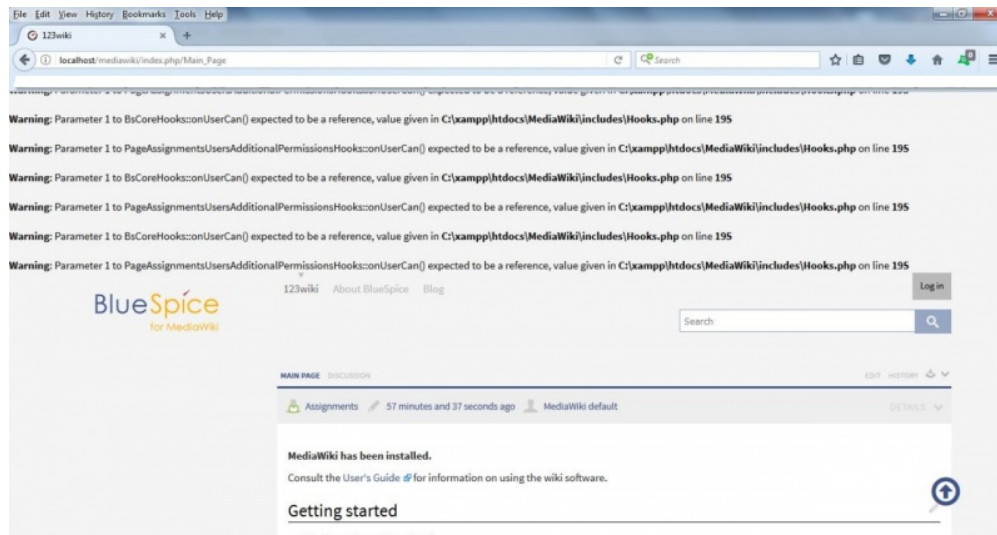 File Edit View History Bookmarks Tools Help
123wiki
localhost/mediawiki/index.php/Main_Page
Search
Warning: Parameter 1 to BsCoreHooks::onUserCan() expected to be a reference, value given in C:\xampp\htdocs\MediaWiki\includes\Hooks.php on line 195
Warning: Parameter 1 to PageAssignmentsUsersAdditionalPermissionsHooks::onUserCan() expected to be a reference, value given in C:\xampp\htdocs\MediaWiki\includes\Hooks.php on line 195
Warning: Parameter 1 to BsCoreHooks::onUserCan() expected to be a reference, value given in C:\xampp\htdocs\MediaWiki\includes\Hooks.php on line 195
Warning: Parameter 1 to PageAssignmentsUsersAdditionalPermissionsHooks::onUserCan() expected to be a reference, value given in C:\xampp\htdocs\MediaWiki\includes\Hooks.php on line 195
Warning: Parameter 1 to BsCoreHooks::onUserCan() expected to be a reference, value given in C:\xampp\htdocs\MediaWiki\includes\Hooks.php on line 195
Warning: Parameter 1 to PageAssignmentsUsersAdditionalPermissionsHooks::onUserCan() expected to be a reference, value given in C:\xampp\htdocs\MediaWiki\includes\Hooks.php on line 195
123wiki About BlueSpice Blog Log in
BlueSpice
for MediaWiki
Search
MAIN PAGE DISCUSSION EDIT HISTORY
Assignments 57 minutes and 37 seconds ago MediaWiki default DETAILS
MediaWiki has been installed.
Consult the User's Guide for information on using the wiki software.
Getting started